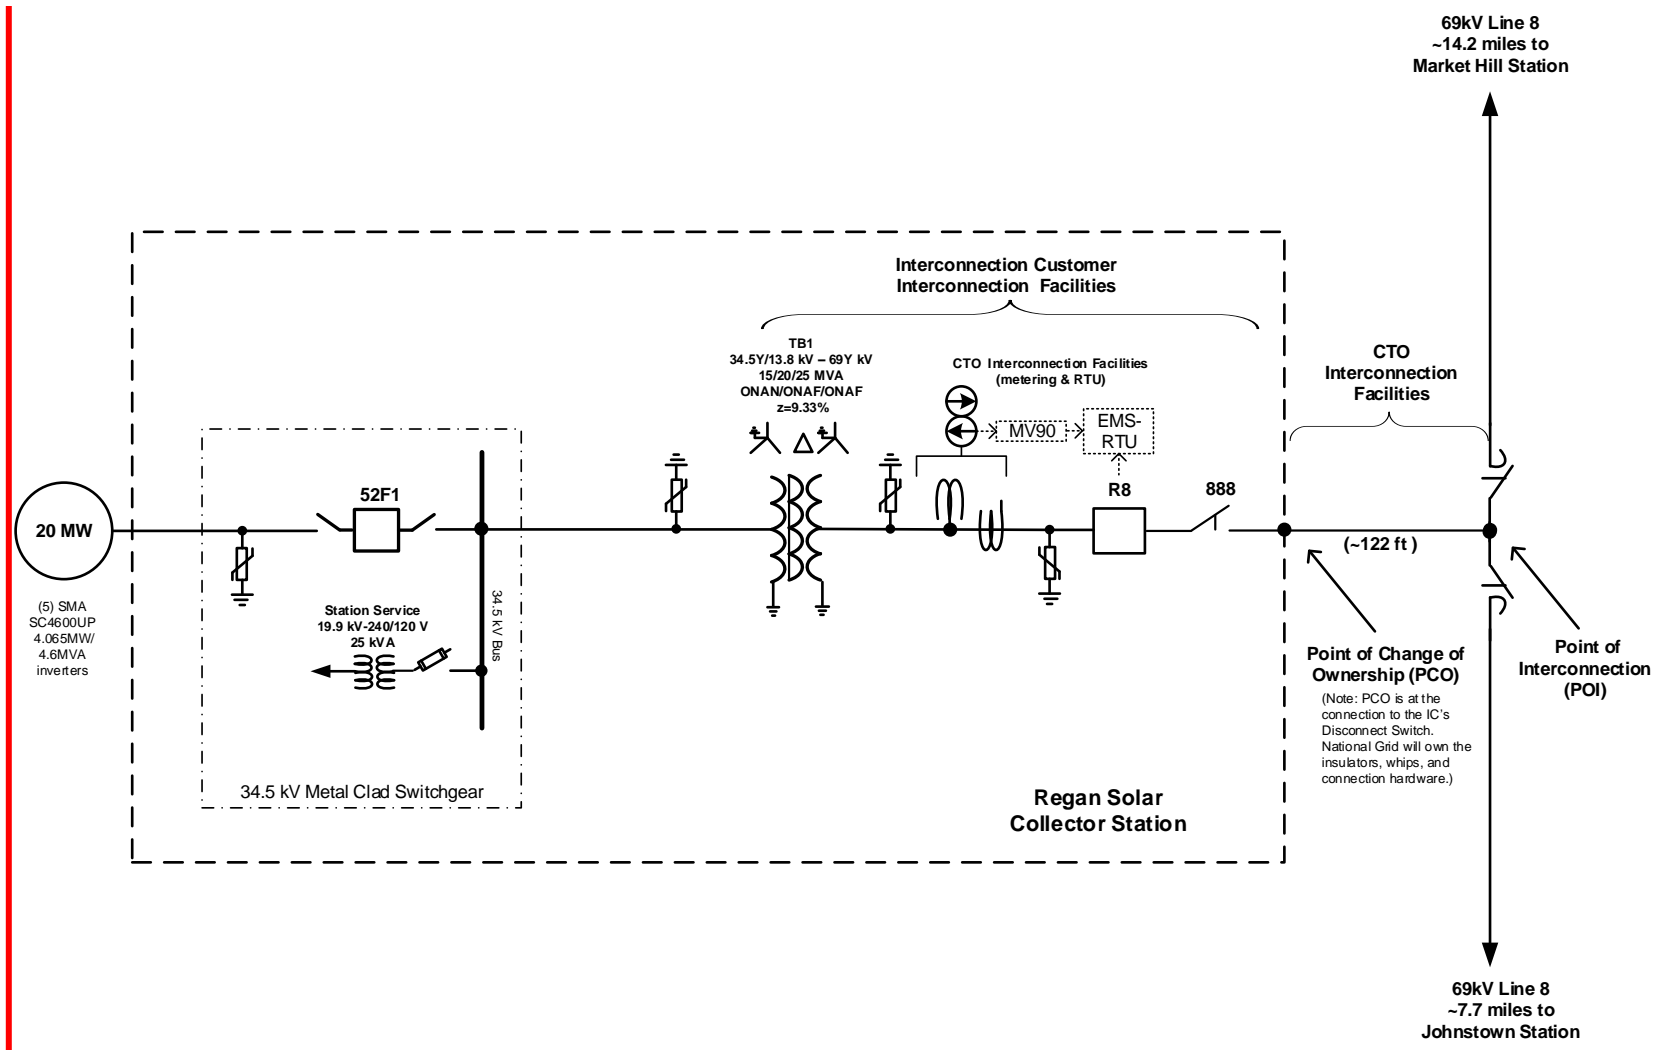 69kV Line 8
~14.2 miles to
Market Hill Station
Interconnection Customer
Interconnection Facilities
TB1
34.5Y/13.8 kV – 69Y kV
15/20/25 MVA
ONAN/ONAF/ONAF
z=9.33%
CTO Interconnection Facilities
(metering & RTU)
MV90
EMS-
RTU
CTO
Interconnection
Facilities
52F1
R8
888
20 MW
(~122 ft )
(5) SMA
SC4600UP
4.065MW/
4.6MVA
inverters
Station Service
19.9 kV-240/120 V
25 kVA
34.5 kV Bus
34.5 kV Metal Clad Switchgear
Point of Change of
Ownership (PCO)
(Note: PCO is at the
connection to the IC's
Disconnect Switch.
National Grid will own the
insulators, whips, and
connection hardware.)
Point of
Interconnection
(POI)
Regan Solar
Collector Station
69kV Line 8
~7.7 miles to
Johnstown Station